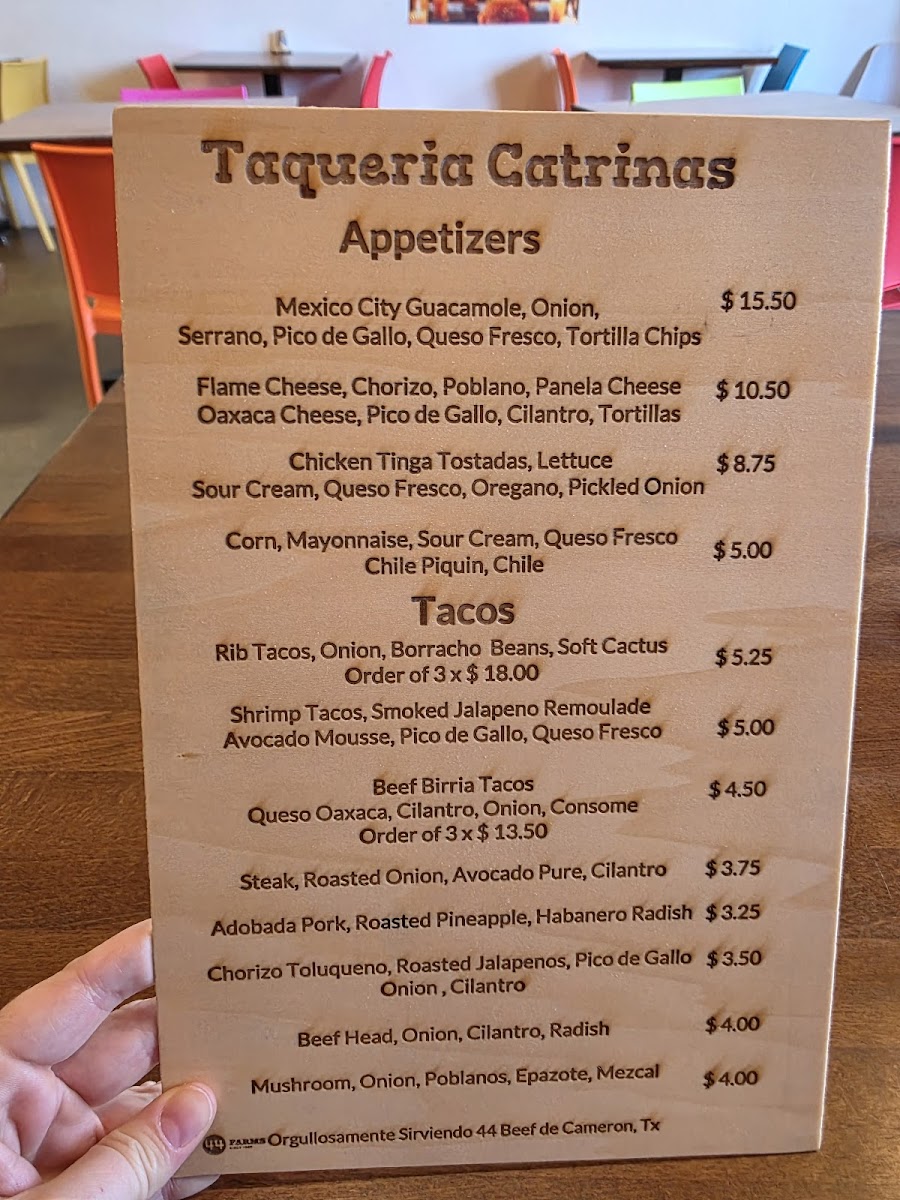 Taqueria Catrinas
Appetizers
Mexico City Guacamole, Onion, $ 15.50
Serrano, Pico de Gallo, Queso Fresco, Tortilla Chips
Flame Cheese, Chorizo, Poblano, Panela Cheese $ 10.50
Oaxaca Cheese, Pico de Gallo, Cilantro, Tortillas
Chicken Tinga Tostadas, Lettuce $ 8.75
Sour Cream, Queso Fresco, Oregano, Pickled Onion
Corn, Mayonnaise, Sour Cream, Queso Fresco $ 5.00
Chile Piquin, Chile
Tacos
Rib Tacos, Onion, Borracho Beans, Soft Cactus $ 5.25
Order of 3 x $ 18.00
Shrimp Tacos, Smoked Jalapeno Remoulade $ 5.00
Avocado Mousse, Pico de Gallo, Queso Fresco
Beef Birria Tacos $ 4.50
Queso Oaxaca, Cilantro, Onion, Consome
Order of 3 x $ 13.50
Steak, Roasted Onion, Avocado Pure, Cilantro $ 3.75
Adobada Pork, Roasted Pineapple, Habanero Radish $ 3.25
Chorizo Toluqueno, Roasted Jalapenos, Pico de Gallo $ 3.50
Onion , Cilantro
Beef Head, Onion, Cilantro, Radish $ 4.00
Mushroom, Onion, Poblanos, Epazote, Mezcal $ 4.00
44 FARMS Orgullosamente Sirviendo 44 Beef de Cameron, Tx